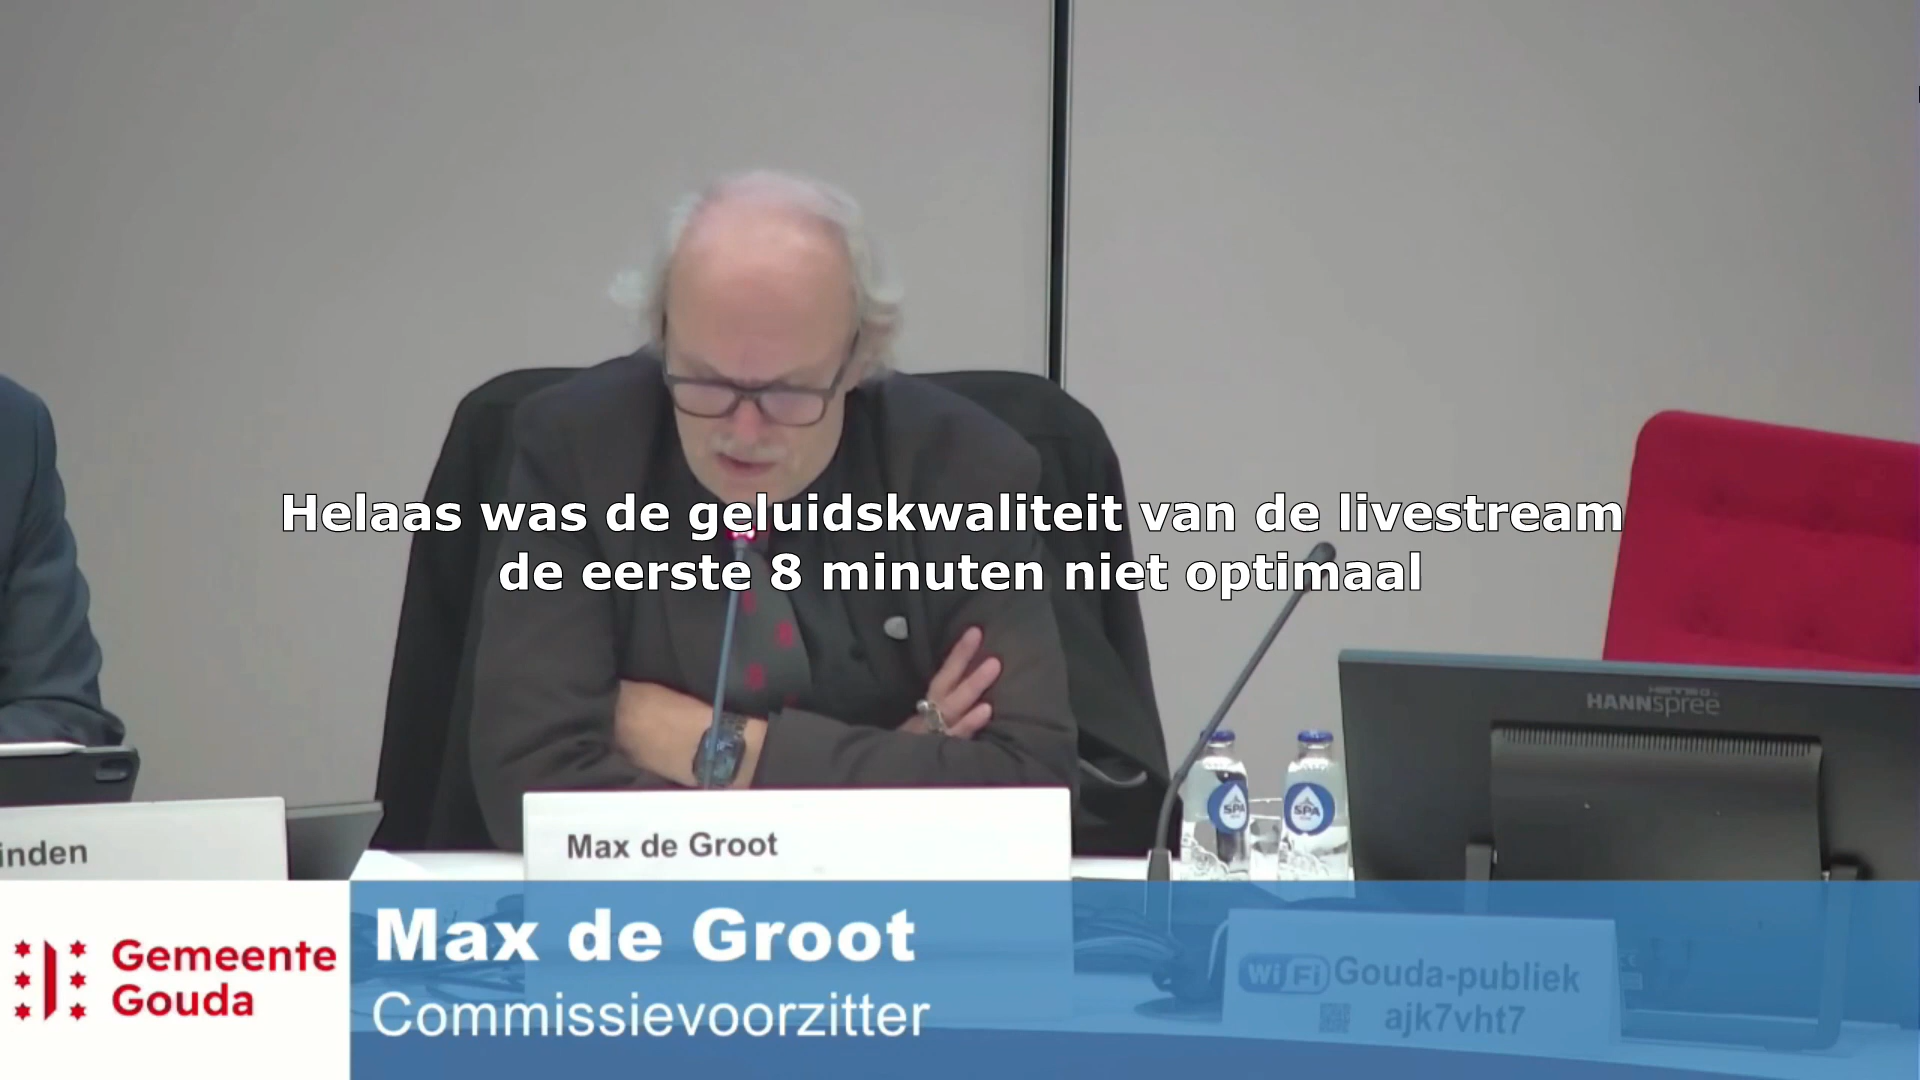 Helaas was de geluidskwaliteit van de livestream
de eerste 8 minuten niet optimaal
HANNspree
SPA
SPA
inden
Max de Groot
Max de Groot
Commissievoorzitter
Gemeente
Gouda
WiFi Gouda-publiek
ajk7vht7